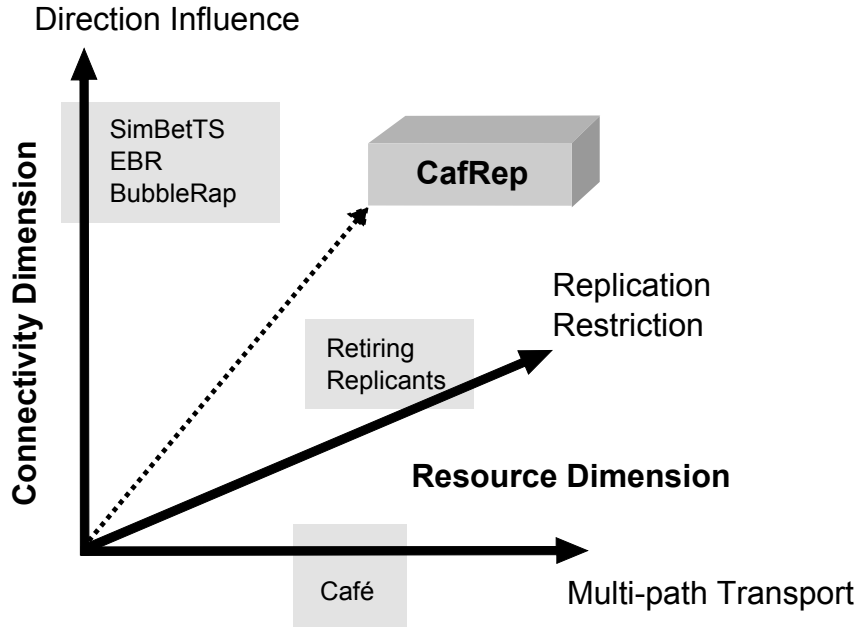 Direction Influence
SimBetTS
EBR
BubbleRap
CafRep
Connectivity Dimension
Replication
Restriction
Retiring
Replicants
Resource Dimension
Café
Multi-path Transport